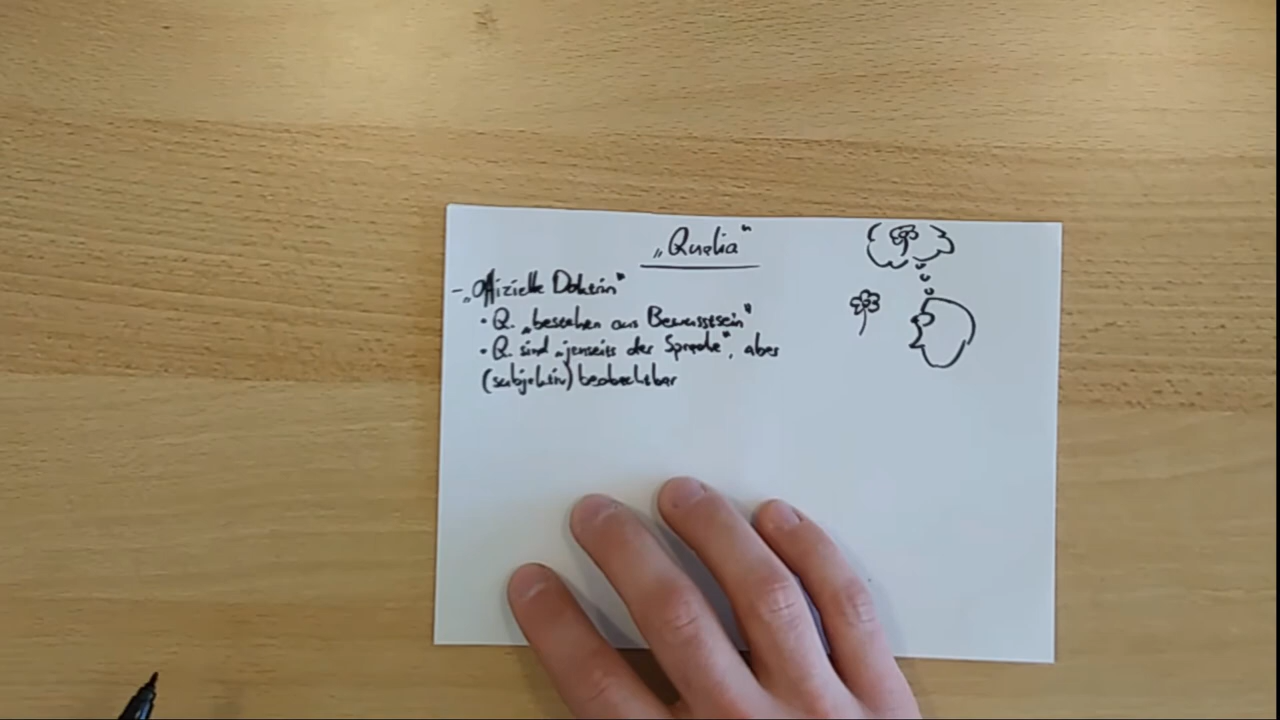 „Qualia“
- „Offizielle Doktrin“
• Q. „bestehen aus Bewusstsein“
• Q. sind „jenseits der Sprache“, aber
(subjektiv) beobachtbar